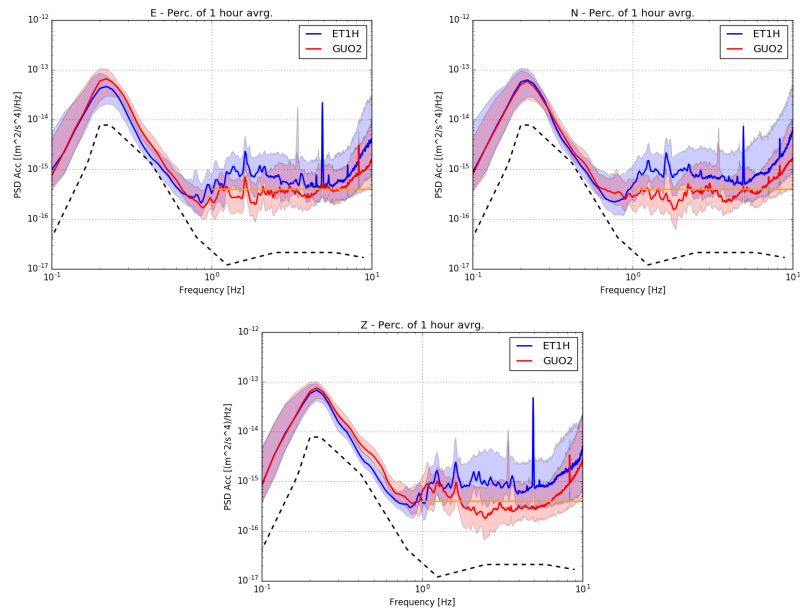 E - Perc. of 1 hour avrg.
PSD Acc [(m^2/s^4)/Hz]
10^-12
10^-13
10^-14
10^-15
10^-16
10^-17
ET1H
GUO2
10^-1
10^0
10^1
Frequency [Hz]
N - Perc. of 1 hour avrg.
PSD Acc [(m^2/s^4)/Hz]
10^-12
10^-13
10^-14
10^-15
10^-16
10^-17
ET1H
GUO2
10^-1
10^0
10^1
Frequency [Hz]
Z - Perc. of 1 hour avrg.
PSD Acc [(m^2/s^4)/Hz]
10^-12
10^-13
10^-14
10^-15
10^-16
10^-17
ET1H
GUO2
10^-1
10^0
10^1
Frequency [Hz]